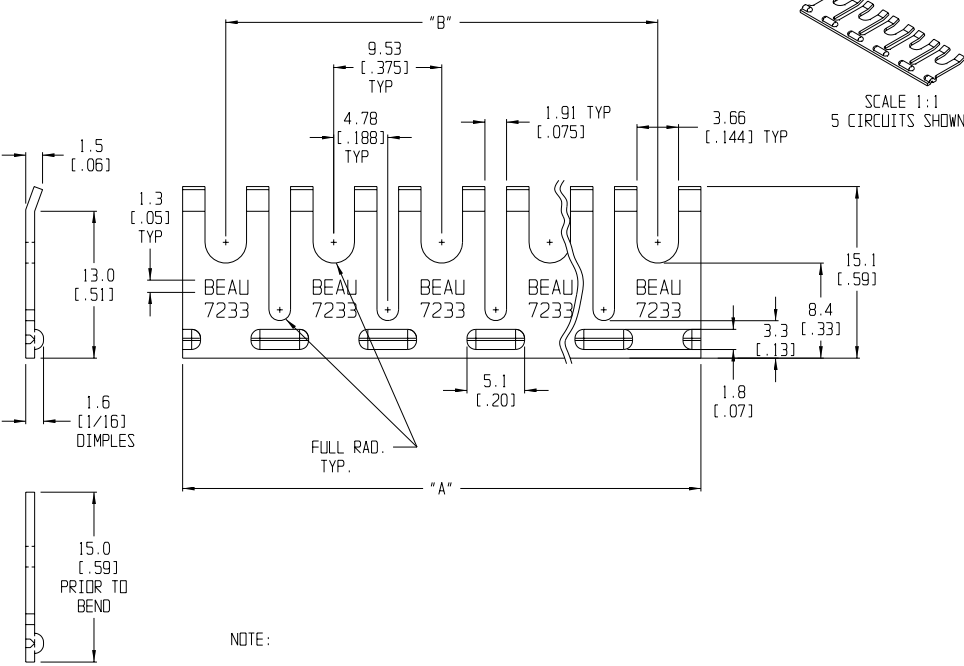 "B"
9.53
[.375]
TYP
4.78
[.188]
TYP
1.91 TYP
[.075]
3.66
[.144] TYP
SCALE 1:1
5 CIRCUITS SHOWN
1.5
[.06]
1.3
[.05]
TYP
13.0
[.51]
BEAU BEAU BEAU BEAU
7233 7233 7233 7233
15.1
[.59]
8.4
[.33]
3.3
[.13]
5.1
[.20]
1.8
[.07]
1.6
[1/16]
DIMPLES
FULL RAD.
TYP.
"A"
15.0
[.59]
PRIOR TO
BEND
NOTE: